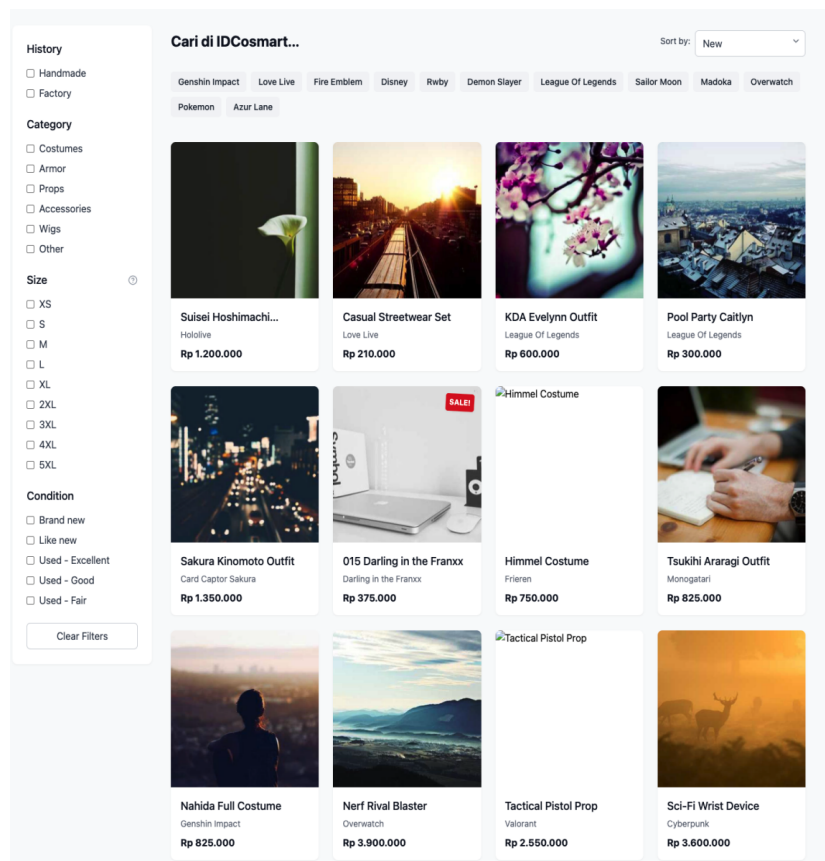 History
Handmade
Factory
Category
Costumes
Armor
Props
Accessories
Wigs
Other
Size
XS
S
M
L
XL
2XL
3XL
4XL
5XL
Condition
Brand new
Like new
Used - Excellent
Used - Good
Used - Fair
Clear Filters
Cari di IDCosmart...
Sort by: New
Genshin Impact Love Live Fire Emblem Disney Rwby Demon Slayer League Of Legends Sailor Moon Madoka Overwatch
Pokemon Azur Lane
Suisei Hoshimachi...
Hololive
Rp 1.200.000
Casual Streetwear Set
Love Live
Rp 210.000
KDA Evelynn Outfit
League Of Legends
Rp 600.000
Pool Party Caitlyn
League Of Legends
Rp 300.000
Sakura Kinomoto Outfit
Card Captor Sakura
Rp 1.350.000
SALE!
015 Darling in the Franxx
Darling in the Franxx
Rp 375.000
Himmel Costume
Himmel Costume
Frieren
Rp 750.000
Tsukihi Araragi Outfit
Monogatari
Rp 825.000
Nahida Full Costume
Genshin Impact
Rp 825.000
Nerf Rival Blaster
Overwatch
Rp 3.900.000
Tactical Pistol Prop
Tactical Pistol Prop
Valorant
Rp 2.550.000
Sci-Fi Wrist Device
Cyberpunk
Rp 3.600.000